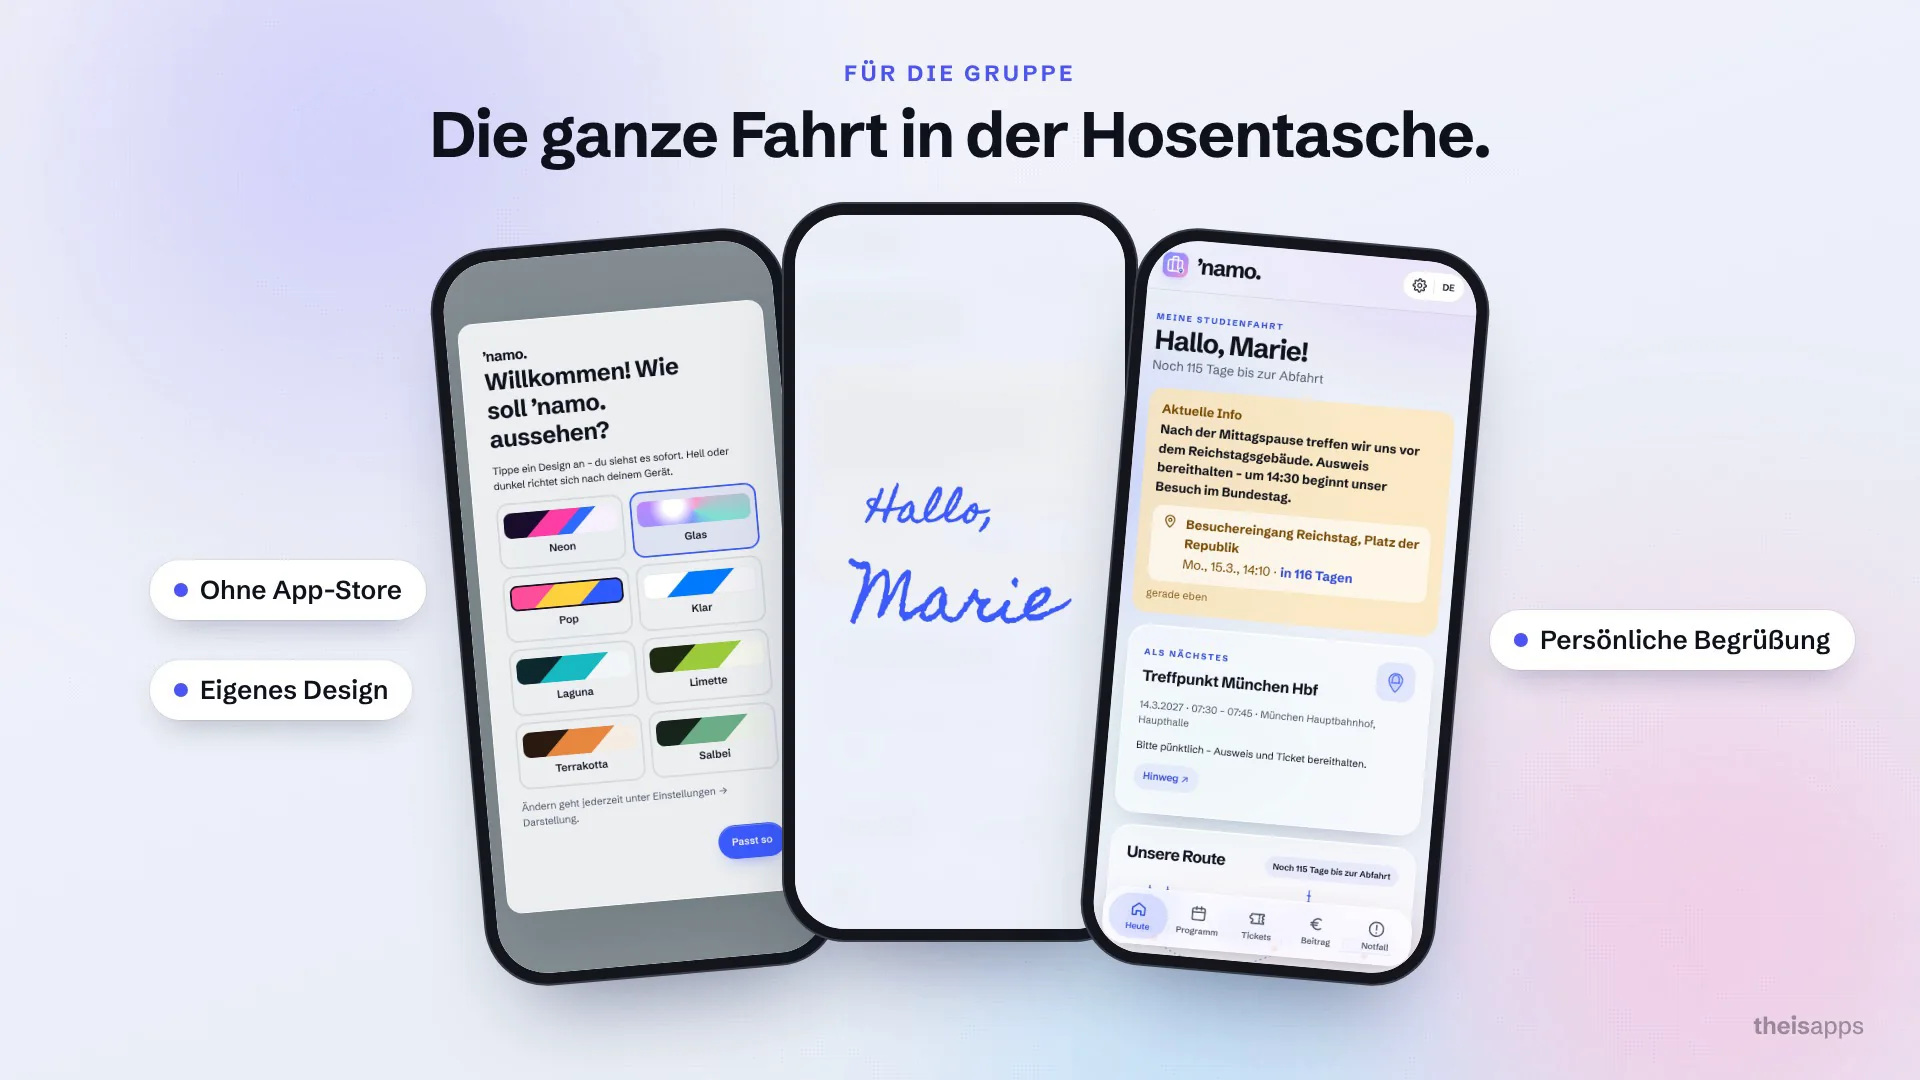 FÜR DIE GRUPPE
Die ganze Fahrt in der Hosentasche.
Ohne App-Store
Eigenes Design
’namo.
Willkommen! Wie
soll ’namo.
aussehen?
Tippe ein Design an – du siehst es sofort. Hell oder
dunkel richtet sich nach deinem Gerät.
Neon
Glas
Pop
Klar
Laguna
Limette
Terrakotta
Salbei
Ändern geht jederzeit unter Einstellungen →
Darstellung.
Passt so
Hallo,
Marie
’namo.
DE
MEINE STUDIENFAHRT
Hallo, Marie!
Noch 115 Tage bis zur Abfahrt
Aktuelle Info
Nach der Mittagspause treffen wir uns vor
dem Reichstagsgebäude. Ausweis
bereithalten – um 14:30 beginnt unser
Besuch im Bundestag.
Besuchereingang Reichstag, Platz der
Republik
Mo., 15.3., 14:10 · in 116 Tagen
gerade eben
ALS NÄCHSTES
Treffpunkt München Hbf
14.3.2027 · 07:30 – 07:45 · München Hauptbahnhof,
Haupthalle
Bitte pünktlich – Ausweis und Ticket bereithalten.
Hinweg ↗
Unsere Route
Noch 115 Tage bis zur Abfahrt
Heute
Programm
Tickets
Beitrag
Notfall
Persönliche Begrüßung
theisapps